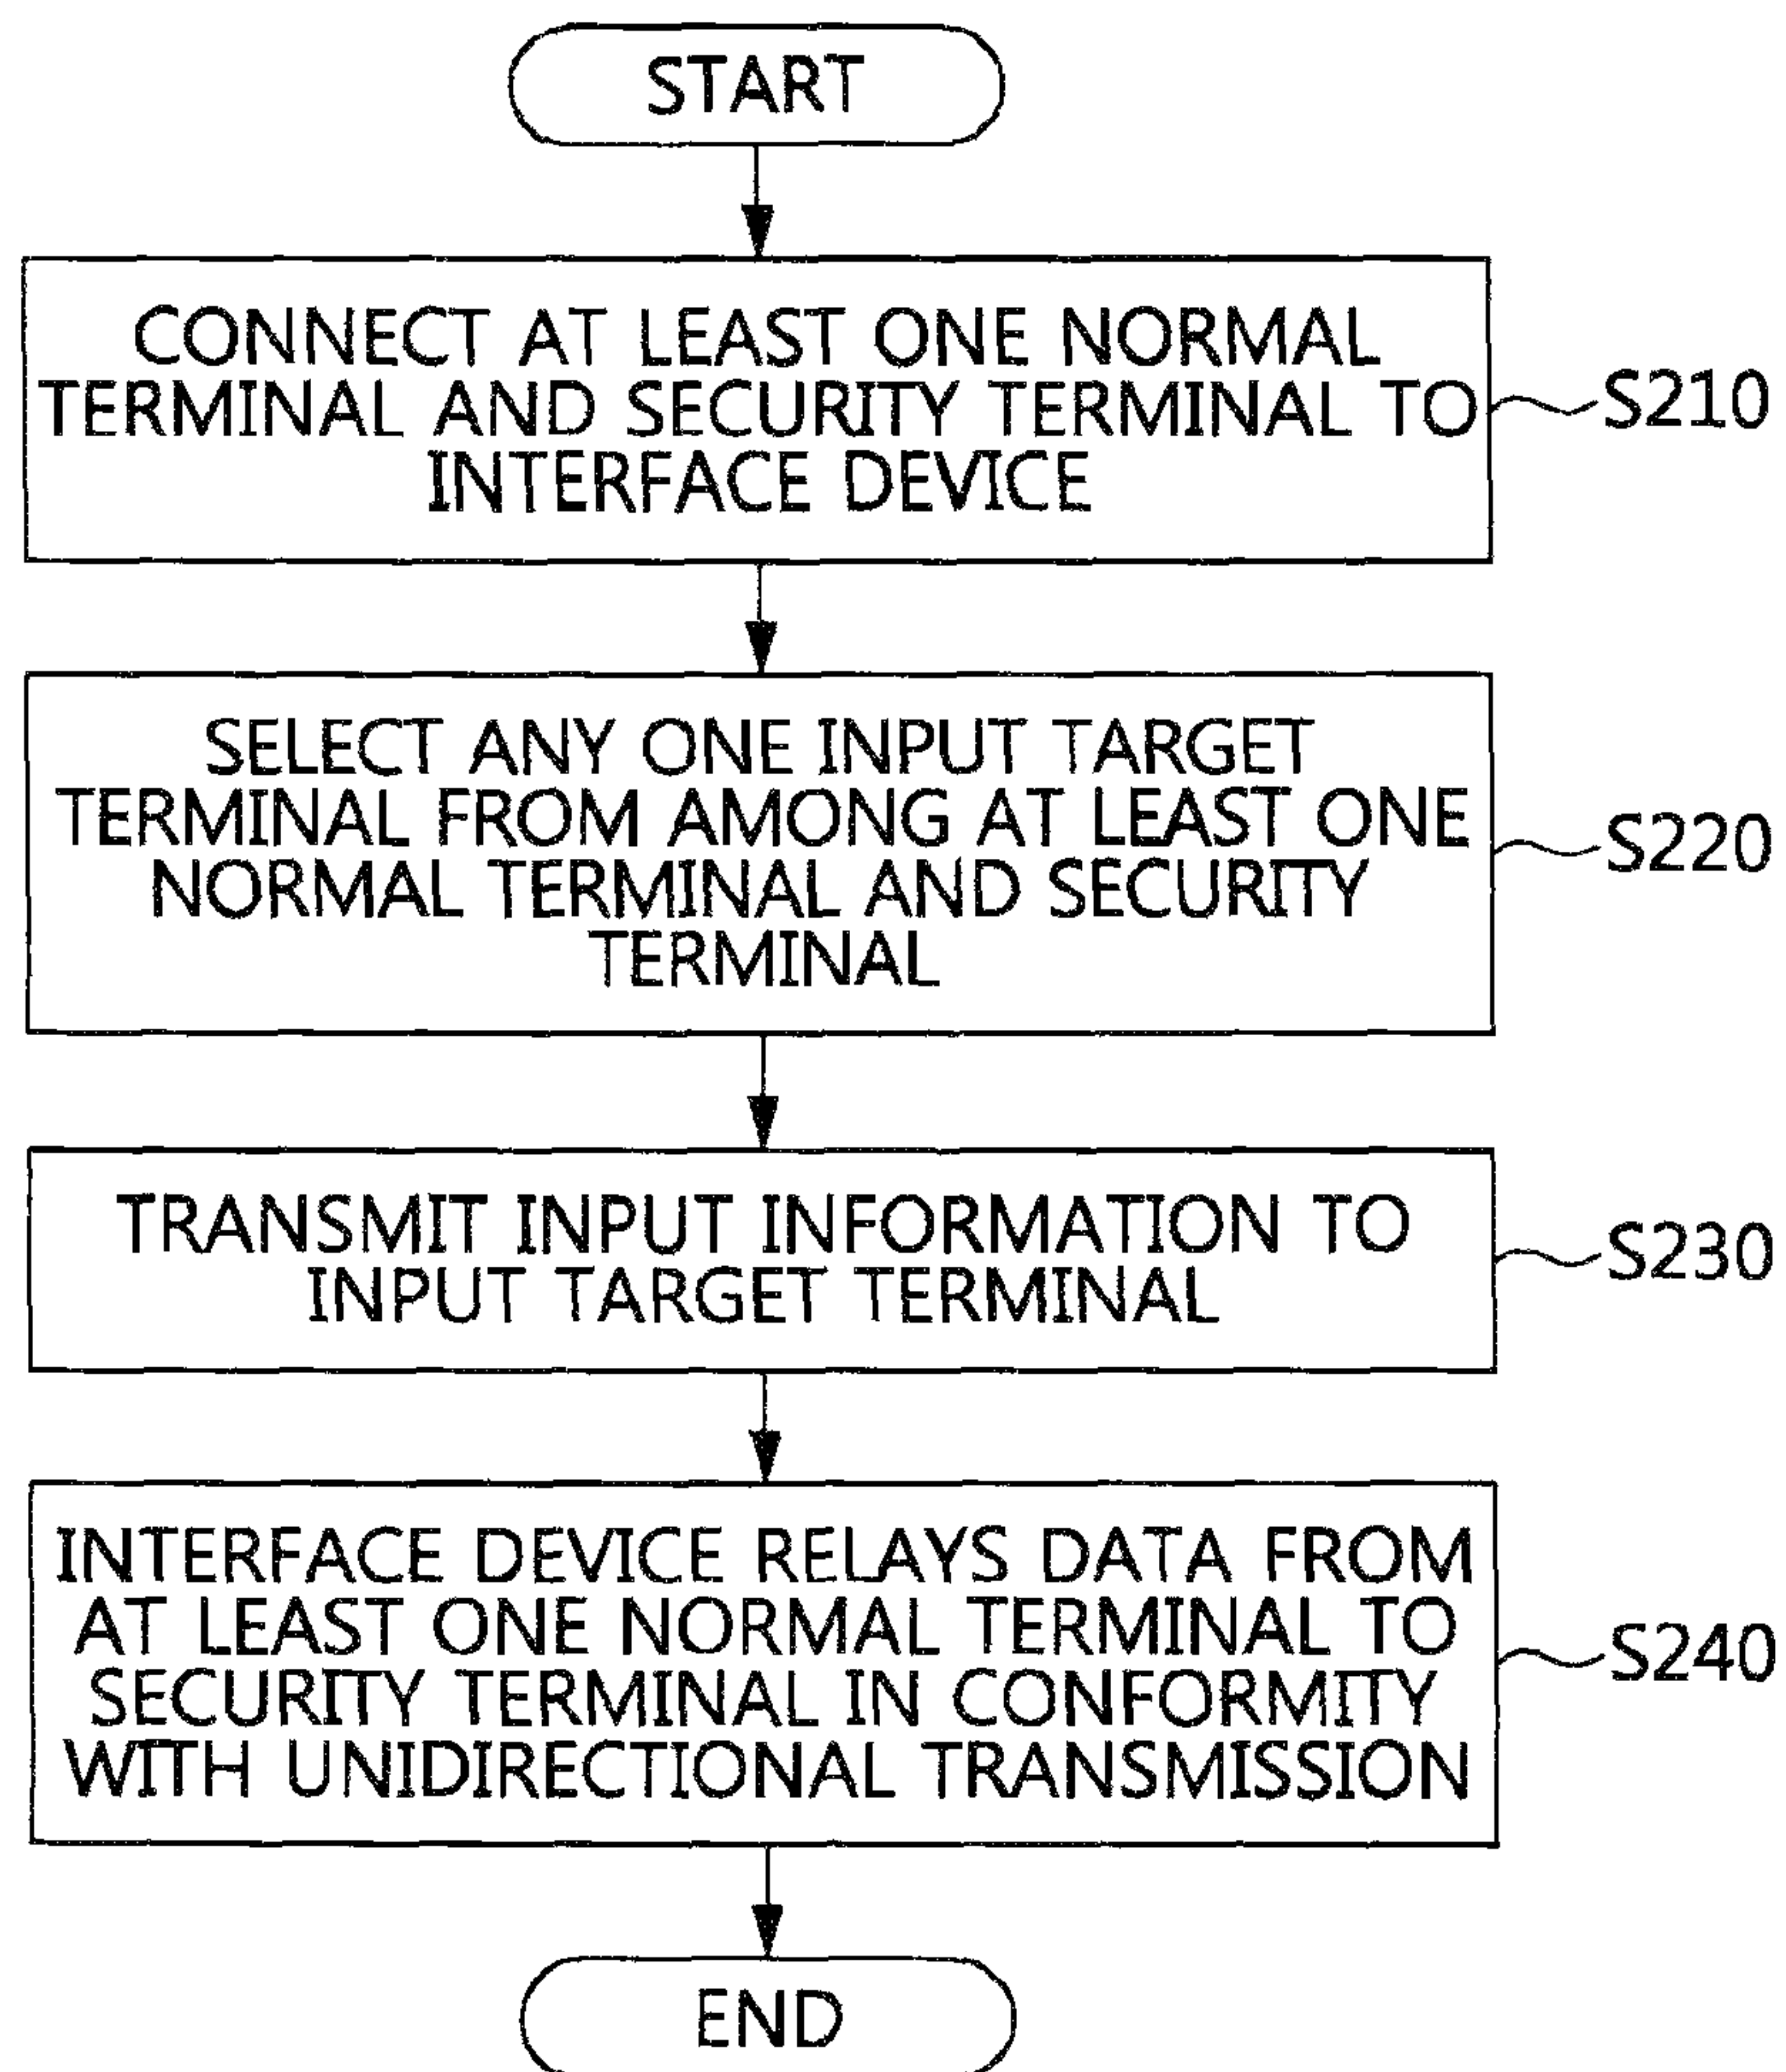 START
CONNECT AT LEAST ONE NORMAL
TERMINAL AND SECURITY TERMINAL TO
INTERFACE DEVICE
S210
SELECT ANY ONE INPUT TARGET
TERMINAL FROM AMONG AT LEAST ONE
NORMAL TERMINAL AND SECURITY
TERMINAL
S220
TRANSMIT INPUT INFORMATION TO
INPUT TARGET TERMINAL
S230
INTERFACE DEVICE RELAYS DATA FROM
AT LEAST ONE NORMAL TERMINAL TO
SECURITY TERMINAL IN CONFORMITY
WITH UNIDIRECTIONAL TRANSMISSION
S240
END